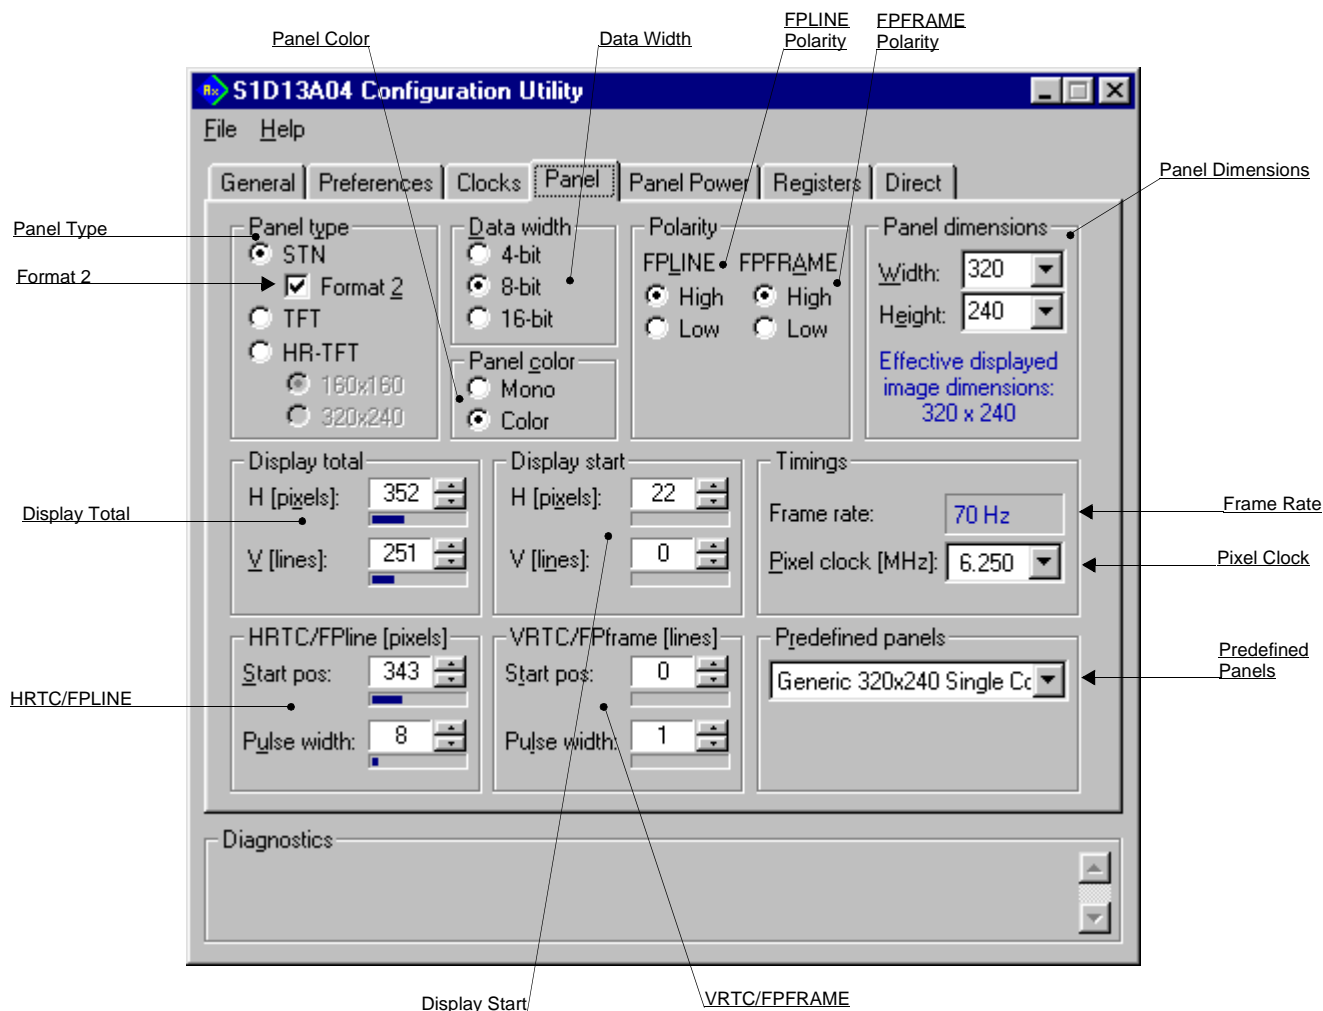 FPLINE
Polarity
FPFRAME
Polarity
Panel Color
Data Width
S1D13A04 Configuration Utility
File Help
General Preferences Clocks Panel Panel Power Registers Direct
Panel Dimensions
Panel Type
Format 2
Panel type
STN
Format 2
TFT
HR-TFT
160x160
320x240
Data width
4-bit
8-bit
16-bit
Panel color
Mono
Color
Polarity
FPLINE FPFRAME
High High
Low Low
Panel dimensions
Width: 320
Height: 240
Effective displayed
image dimensions:
320 x 240
Display total
H [pixels]: 352
V [lines]: 251
Display Total
Display start
H [pixels]: 22
V [lines]: 0
Timings
Frame rate: 70 Hz
Pixel clock [MHz]: 6.250
Frame Rate
Pixel Clock
HRTC/FPline [pixels]
Start pos: 343
Pulse width: 8
HRTC/FPLINE
VRTC/FPframe [lines]
Start pos: 0
Pulse width: 1
Predefined panels
Generic 320x240 Single Cc
Predefined
Panels
Diagnostics
Display Start
VRTC/FPFRAME